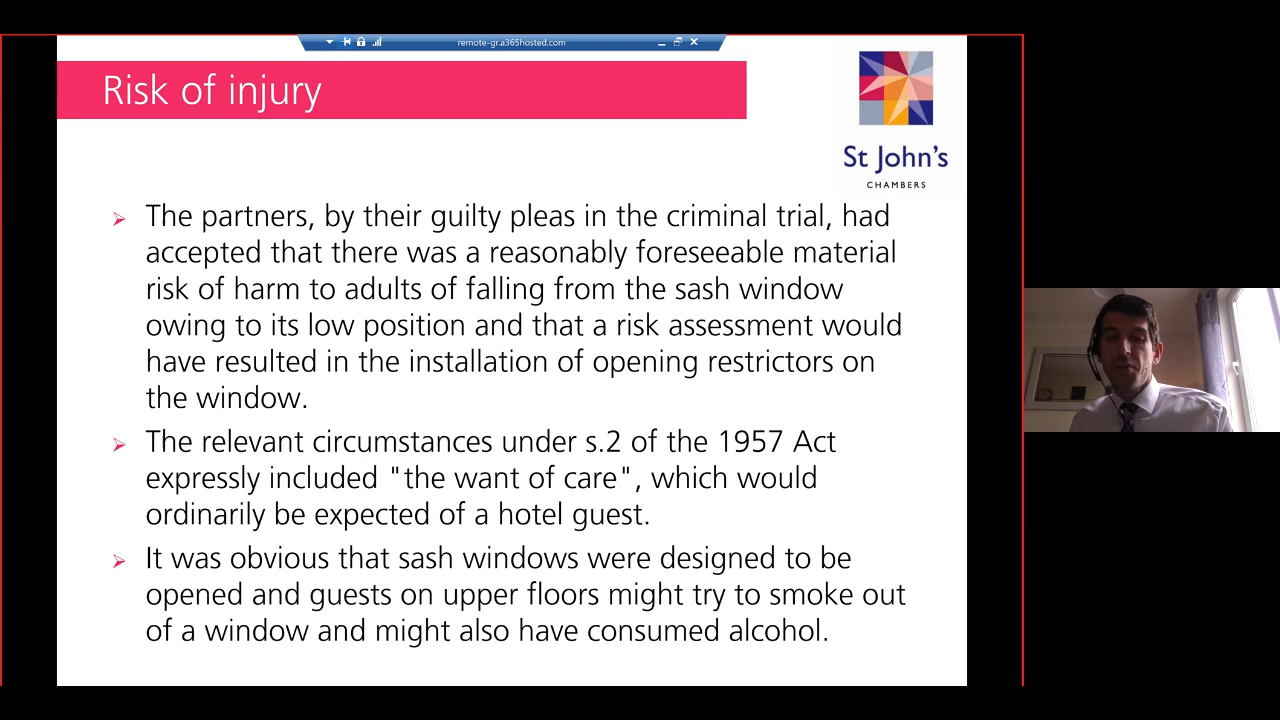 remote-gr.a365hosted.com
Risk of injury
St John's
CHAMBERS
The partners, by their guilty pleas in the criminal trial, had
accepted that there was a reasonably foreseeable material
risk of harm to adults of falling from the sash window
owing to its low position and that a risk assessment would
have resulted in the installation of opening restrictors on
the window.
The relevant circumstances under s.2 of the 1957 Act
expressly included "the want of care", which would
ordinarily be expected of a hotel guest.
It was obvious that sash windows were designed to be
opened and guests on upper floors might try to smoke out
of a window and might also have consumed alcohol.